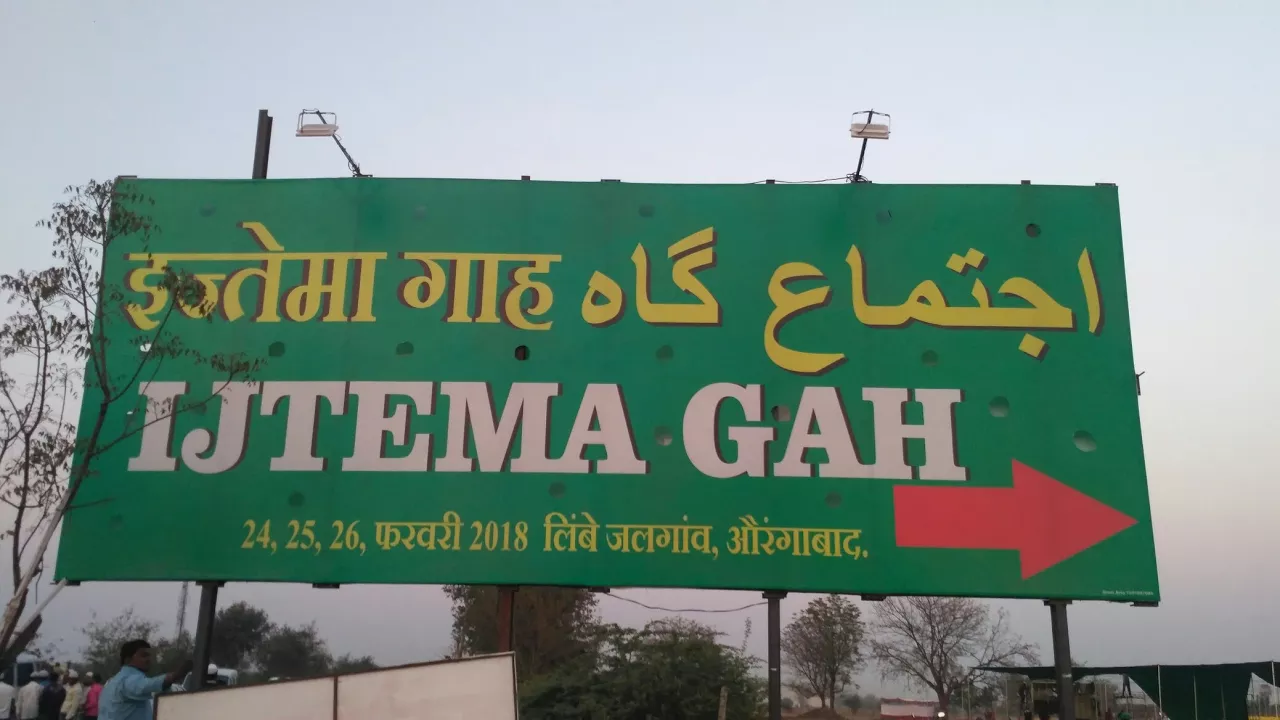 इज्तेमा गाह اجتماع گاہ
IJTEMA GAH
24, 25, 26, फरवरी 2018 लिंबे जलगांव, औरंगाबाद.